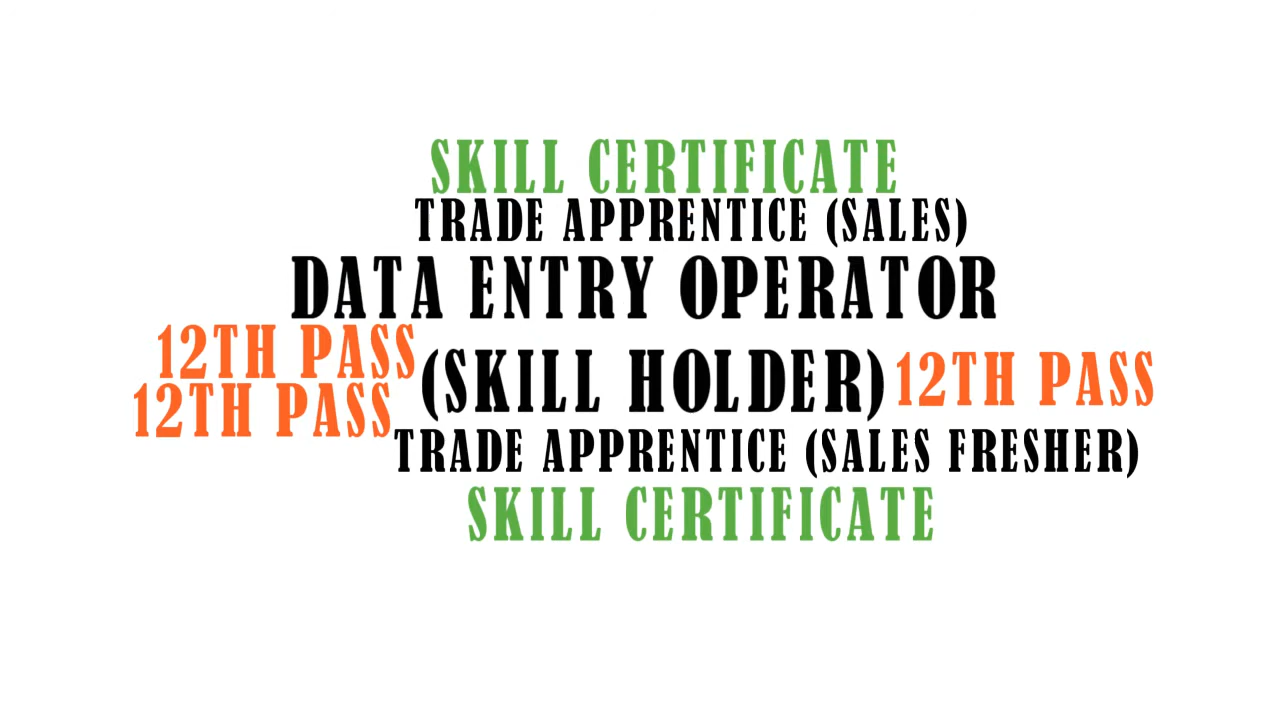 SKILL CERTIFICATE
TRADE APPRENTICE (SALES)
DATA ENTRY OPERATOR
12TH PASS
(SKILL HOLDER)
12TH PASS
12TH PASS
TRADE APPRENTICE (SALES FRESHER)
SKILL CERTIFICATE